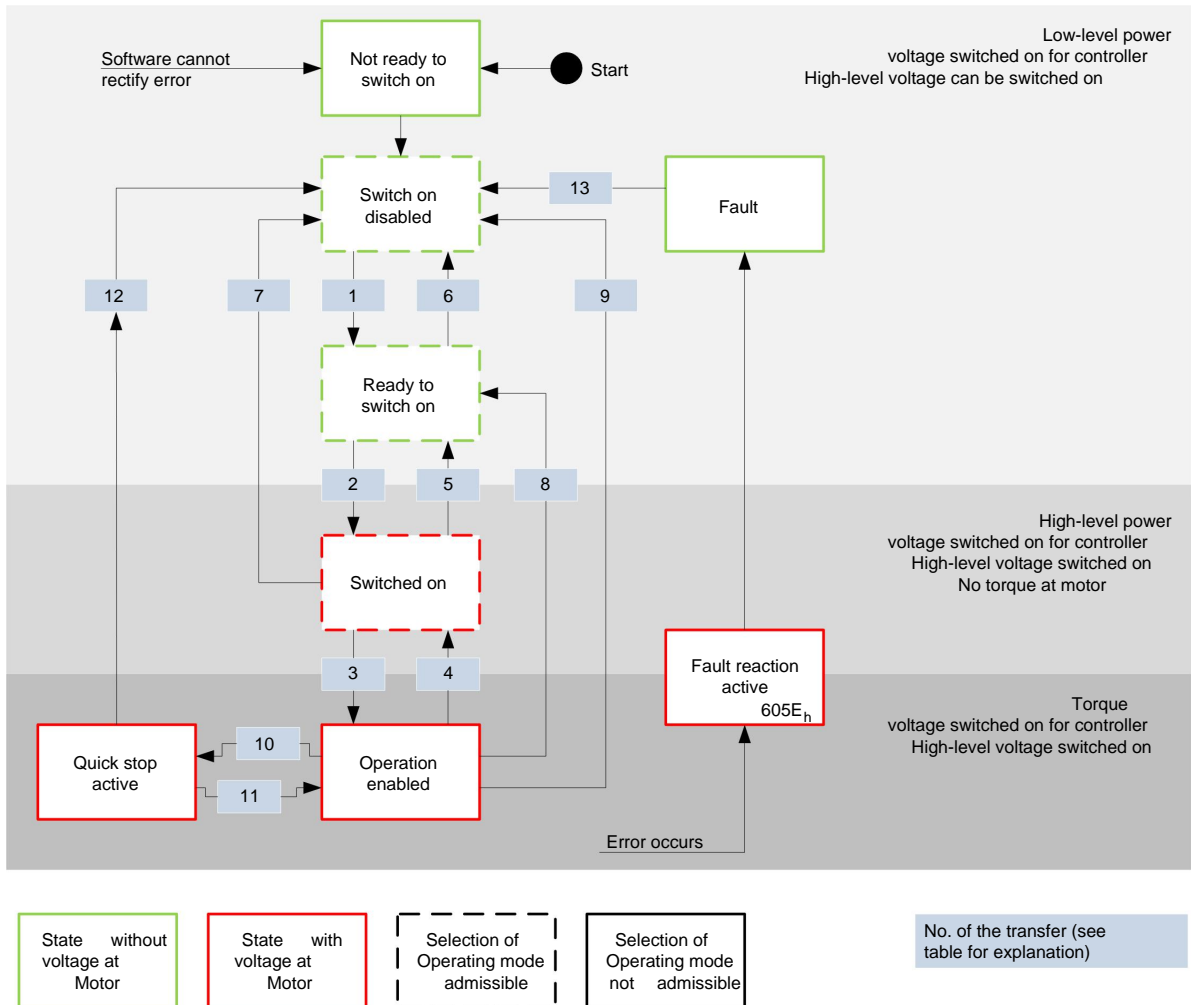 Low-level power
voltage switched on for controller
High-level voltage can be switched on
Software cannot
rectify error
Not ready to
switch on
Start
Switch on
disabled
13
Fault
12
7
1
6
9
Ready to
switch on
2
5
8
High-level power
voltage switched on for controller
High-level voltage switched on
No torque at motor
Switched on
3
4
Fault reaction
active
605Eh
Torque
voltage switched on for controller
High-level voltage switched on
Quick stop
active
10
11
Operation
enabled
Error occurs
State without
voltage at
Motor
State with
voltage at
Motor
Selection of
Operating mode
admissible
Selection of
Operating mode
not admissible
No. of the transfer (see
table for explanation)